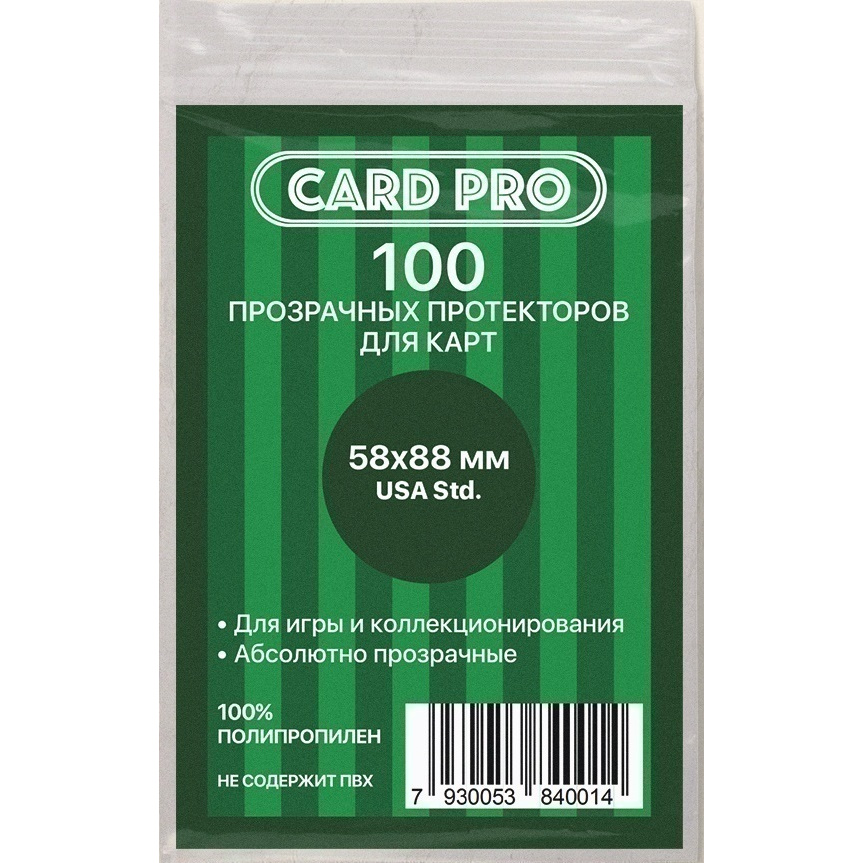 CARD PRO
100
ПРОЗРАЧНЫХ ПРОТЕКТОРОВ
ДЛЯ КАРТ
58x88 мм
USA Std.
• Для игры и коллекционирования
• Абсолютно прозрачные
100%
ПОЛИПРОПИЛЕН
НЕ СОДЕРЖИТ ПВХ
7 930053 840014